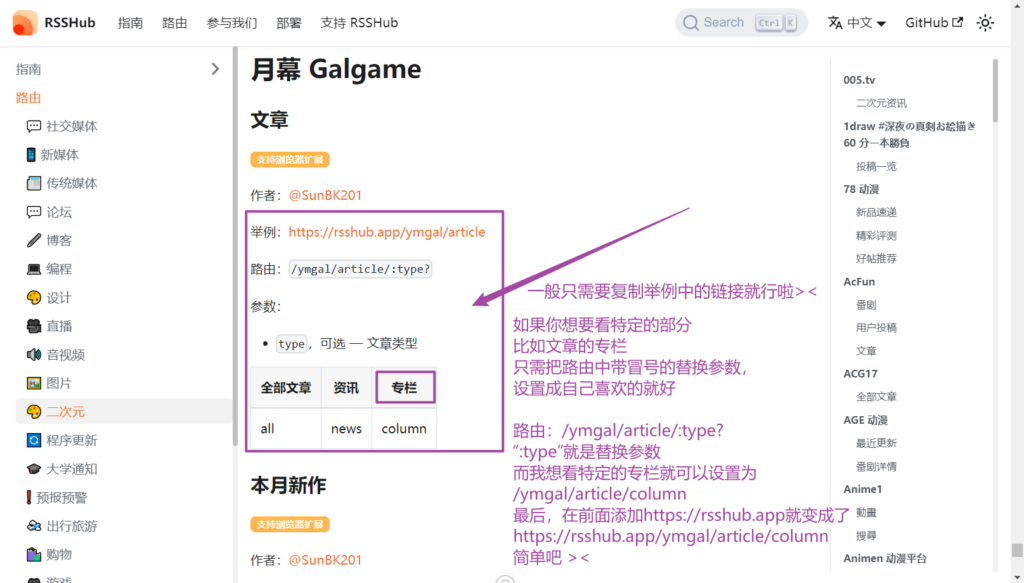 RSSHub 指南 路由 参与我们 部署 支持 RSSHub Search Ctrl K 中文 GitHub
指南
路由
社交媒体
新媒体
传统媒体
论坛
博客
编程
设计
直播
音视频
图片
二次元
程序更新
大学通知
预报预警
出行旅游
购物
游戏
月幕 Galgame
文章
支持浏览器扩展
作者：@SunBK201
举例：https://rsshub.app/ymgal/article
路由：/ymgal/article/:type?
参数：
type，可选 — 文章类型
全部文章 资讯 专栏
all news column
本月新作
支持浏览器扩展
作者：@SunBK201
一般只需要复制举例中的链接就行啦> <
如果你想要看特定的部分
比如文章的专栏
只需把路由中带冒号的替换参数，
设置成自己喜欢的就好
路由：/ymgal/article/:type?
“:type”就是替换参数
而我想看特定的专栏就可以设置为
/ymgal/article/column
最后，在前面添加https://rsshub.app就变成了
https://rsshub.app/ymgal/article/column
简单吧 > <
005.tv
二次元资讯
1draw #深夜の真剣お絵描き
60 分一本勝負
投稿一览
78 动漫
新品速递
精彩评测
好帖推荐
AcFun
番剧
用户投稿
文章
ACG17
全部文章
AGE 动漫
最近更新
番剧详情
Anime1
動畫
搜尋
Animen 动漫平台